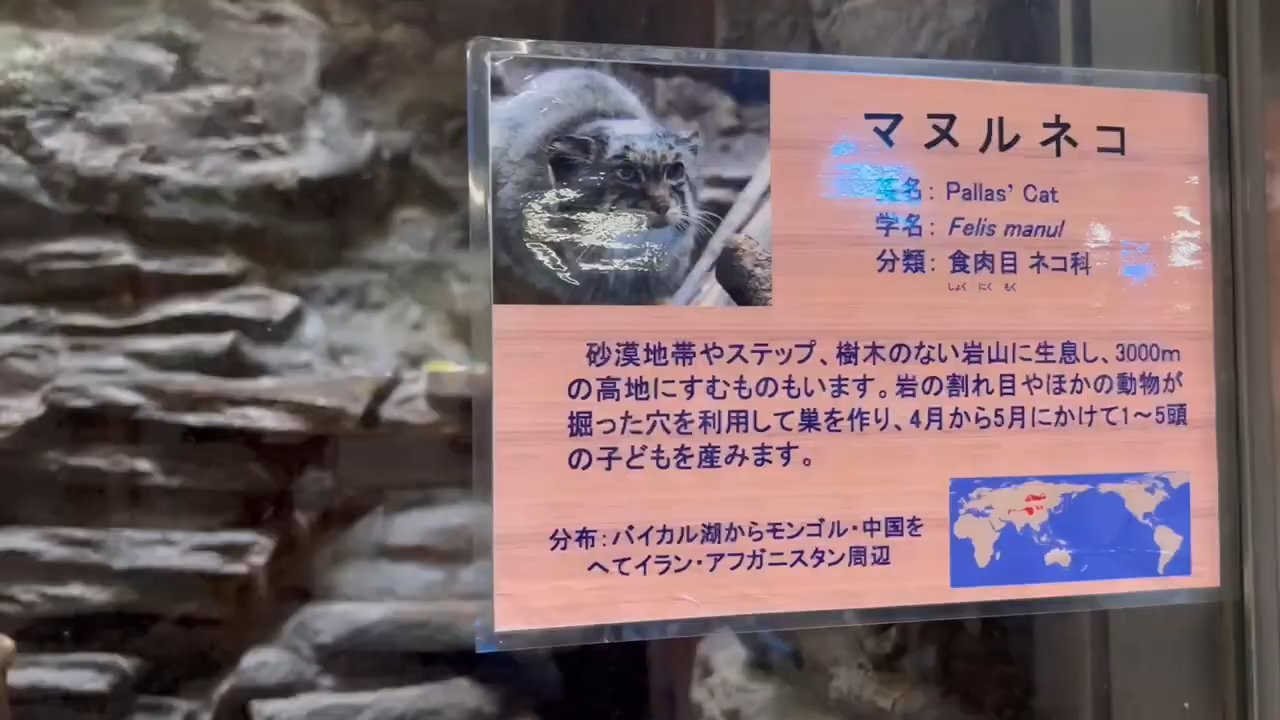 マヌルネコ
英名： Pallas' Cat
学名： Felis manul
分類： 食肉目 ネコ科
しょく にく もく
砂漠地帯やステップ、樹木のない岩山に生息し、3000m
の高地にすむものもいます。岩の割れ目やほかの動物が
掘った穴を利用して巣を作り、4月から5月にかけて1～5頭
の子どもを産みます。
分布：バイカル湖からモンゴル・中国を
へてイラン・アフガニスタン周辺